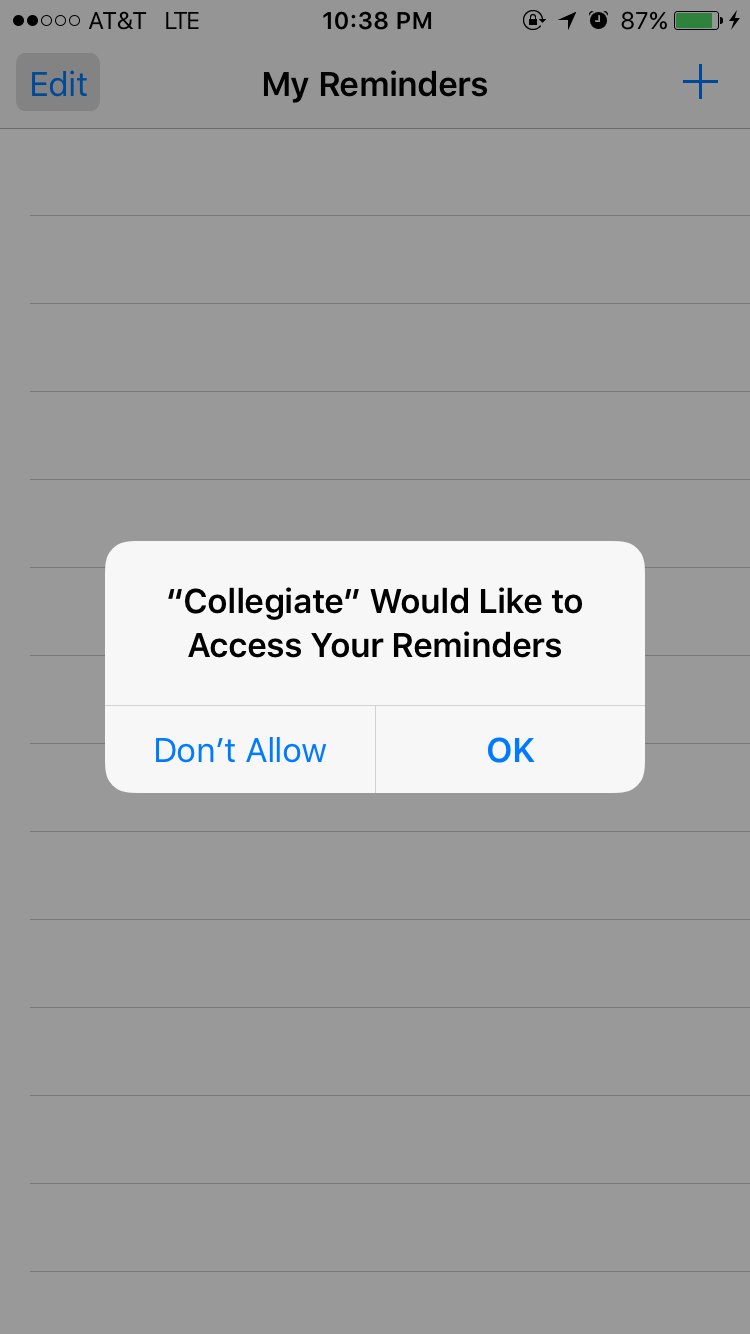 AT&T LTE 10:38 PM 87%
Edit My Reminders +
“Collegiate” Would Like to
Access Your Reminders
Don’t Allow OK